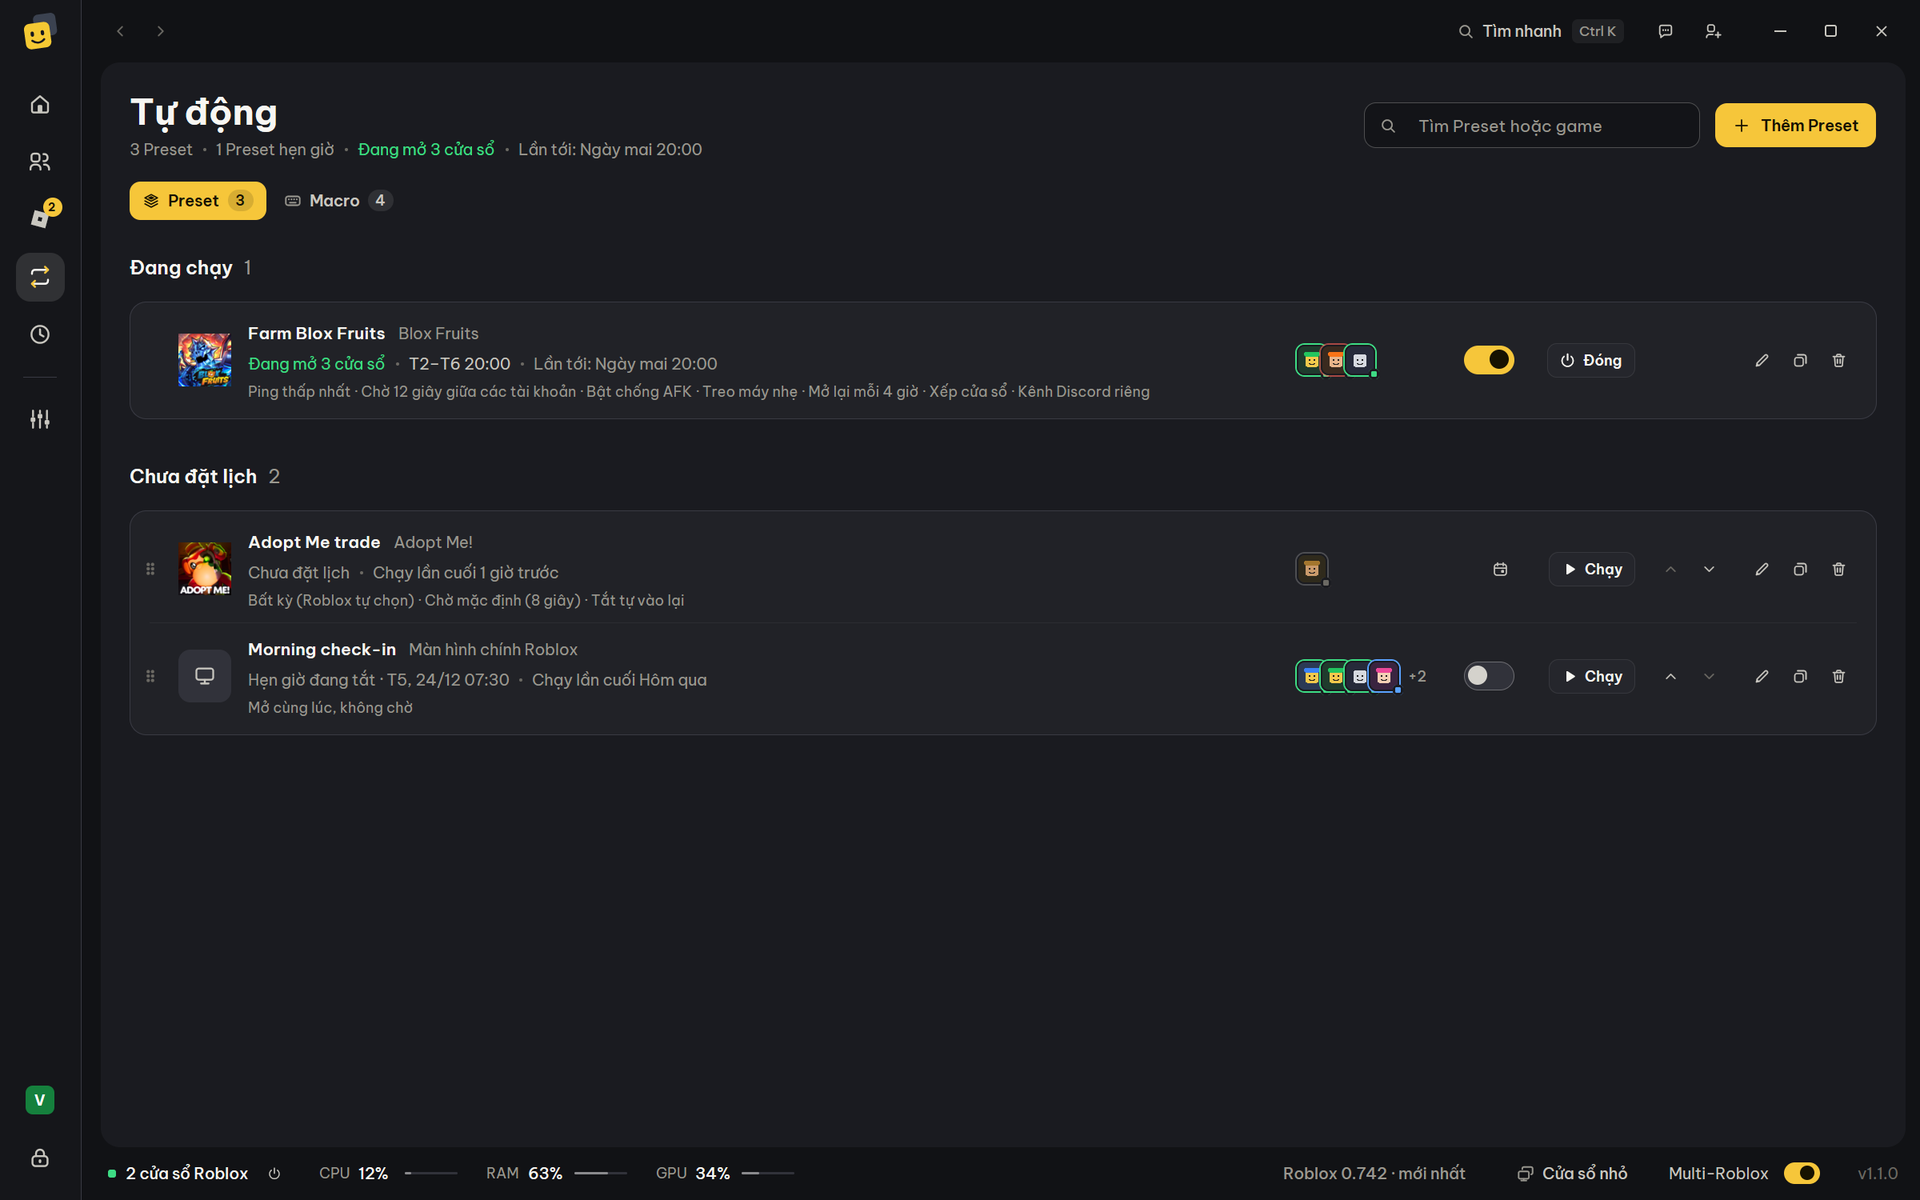 Tìm nhanh Ctrl K
Tự động
3 Preset • 1 Preset hẹn giờ • Đang mở 3 cửa sổ • Lần tới: Ngày mai 20:00
Tìm Preset hoặc game
Thêm Preset
2
Preset 3
Macro 4
Đang chạy 1
Farm Blox Fruits Blox Fruits
Đang mở 3 cửa sổ • T2–T6 20:00 • Lần tới: Ngày mai 20:00
Ping thấp nhất · Chờ 12 giây giữa các tài khoản · Bật chống AFK · Treo máy nhẹ · Mở lại mỗi 4 giờ · Xếp cửa sổ · Kênh Discord riêng
BLOX FRUITS
Đóng
Chưa đặt lịch 2
Adopt Me trade Adopt Me!
Chưa đặt lịch • Chạy lần cuối 1 giờ trước
Bất kỳ (Roblox tự chọn) · Chờ mặc định (8 giây) · Tắt tự vào lại
ADOPT ME!
Chạy
Morning check-in Màn hình chính Roblox
Hẹn giờ đang tắt · T5, 24/12 07:30 • Chạy lần cuối Hôm qua
Mở cùng lúc, không chờ
+2
Chạy
V
2 cửa sổ Roblox CPU 12% RAM 63% GPU 34%
Roblox 0.742 · mới nhất Cửa sổ nhỏ Multi-Roblox v1.1.0